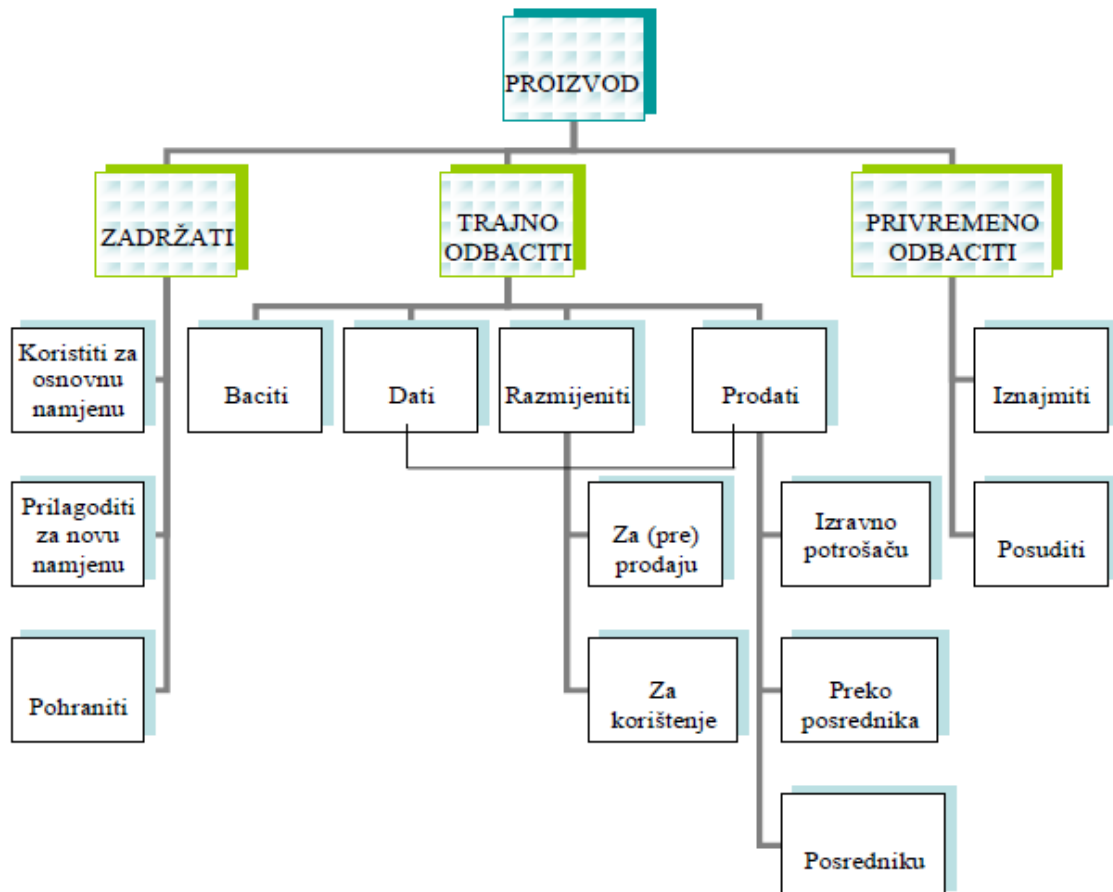 PROIZVOD
ZADRŽATI
TRAJNO
ODBACITI
PRIVREMENO
ODBACITI
Koristiti za
osnovnu
namjenu
Baciti
Dati
Razmijeniti
Prodati
Iznajmiti
Prilagoditi
za novu
namjenu
Za (pre)
prodaju
Izravno
potrošaču
Posuditi
Pohraniti
Za
korištenje
Preko
posrednika
Posredniku